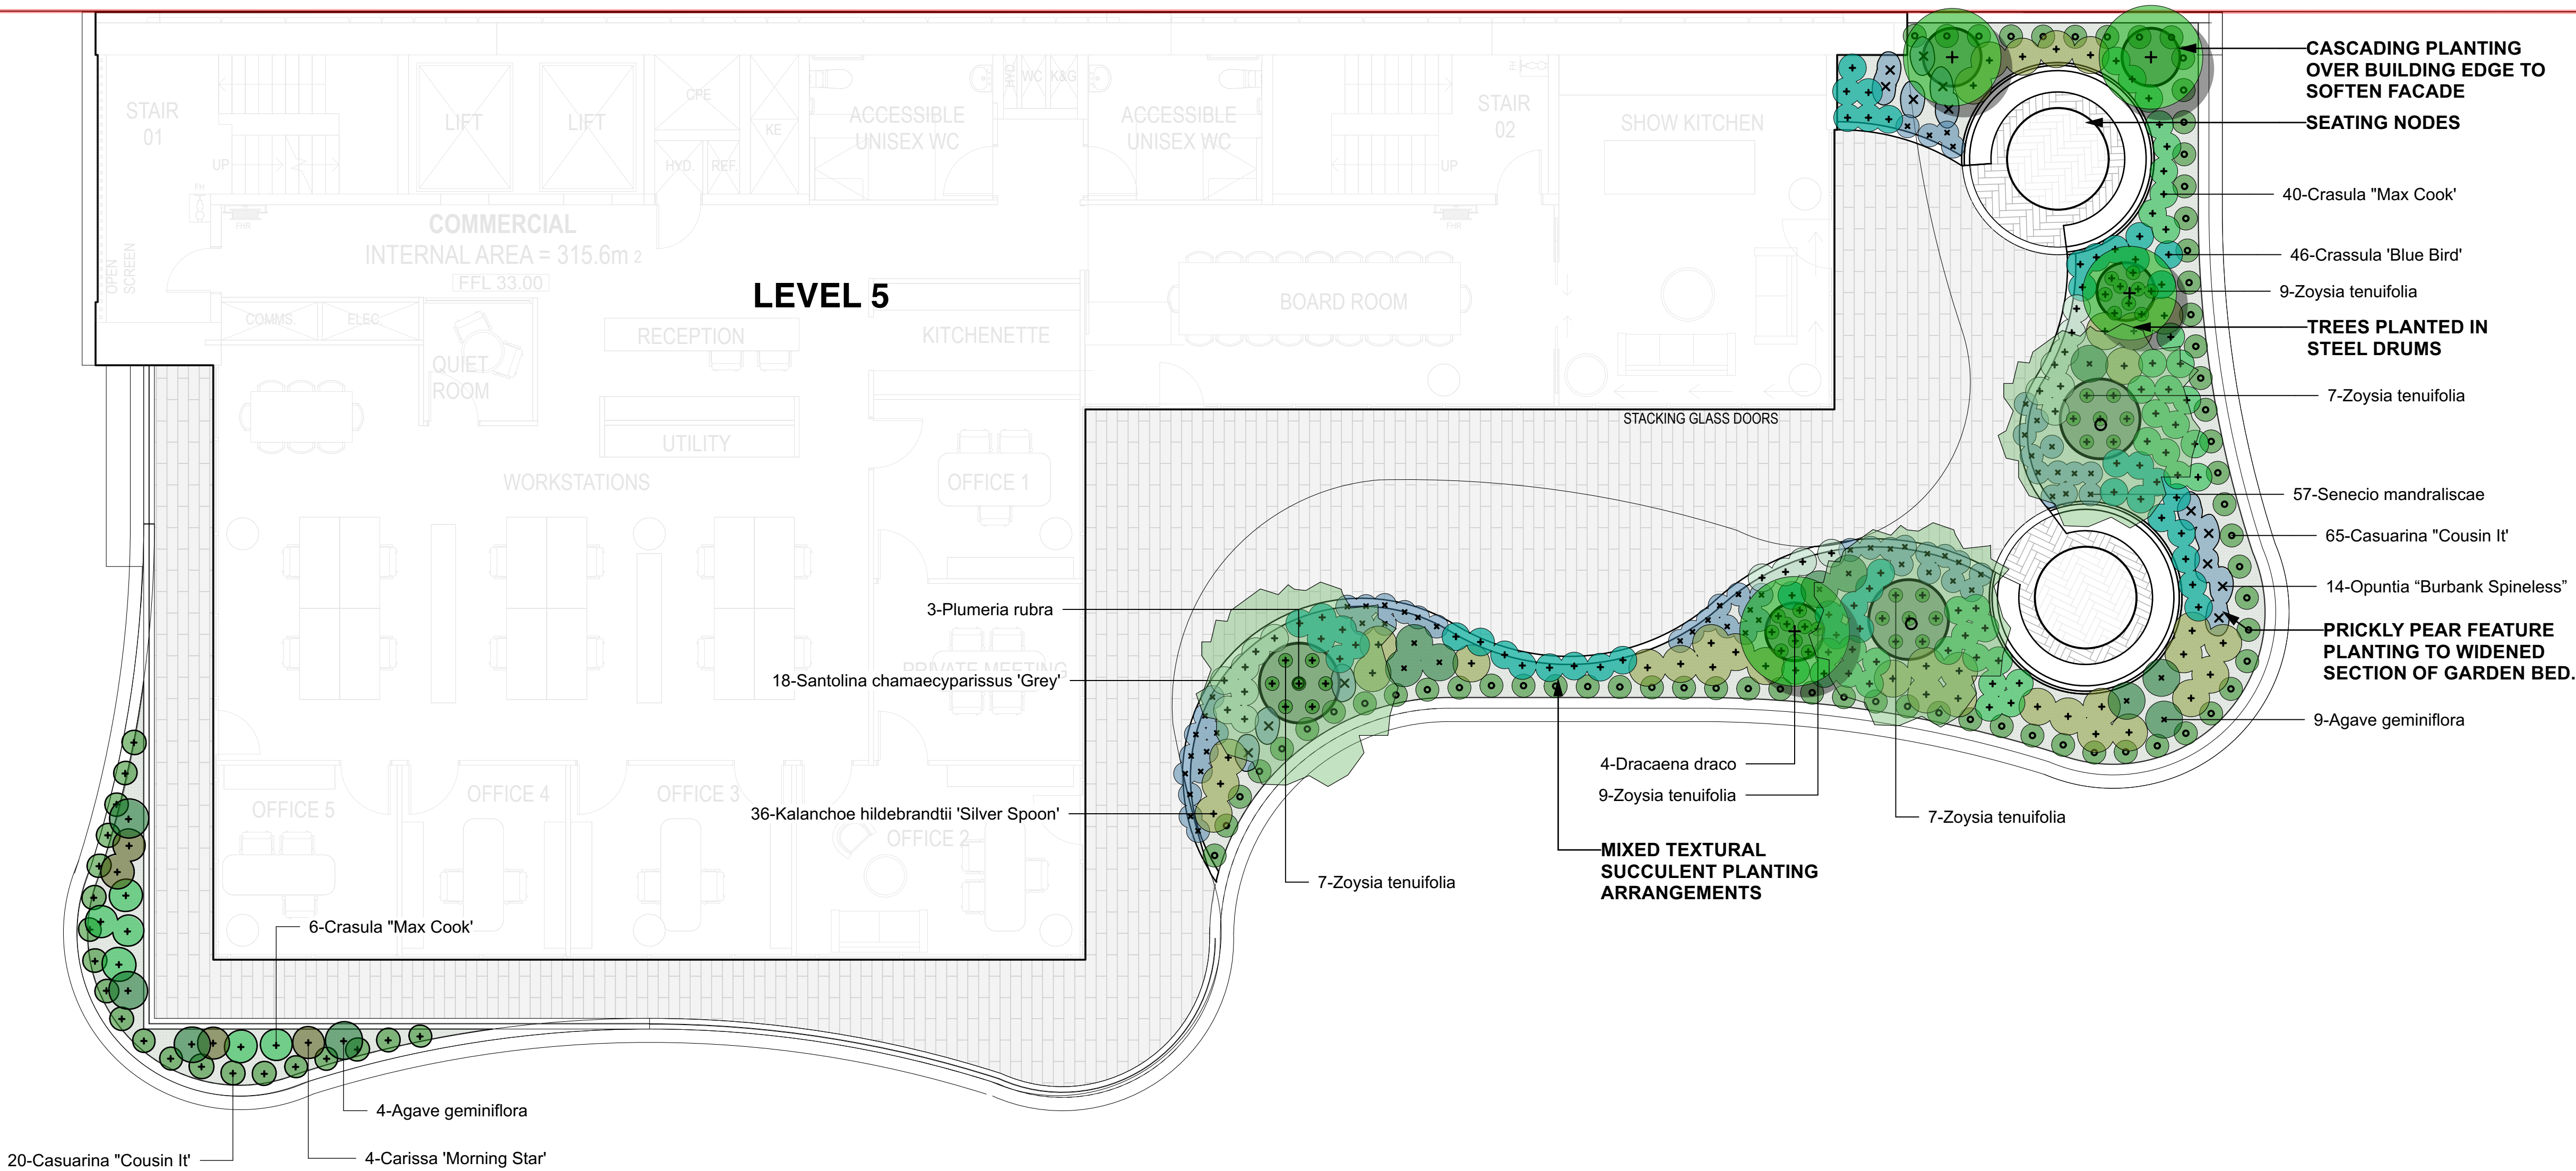 STAIR
01
UP
FH
FHR
OPEN
SCREEN
LIFT
LIFT
CPE
KE
HYD.
REF.
ACCESSIBLE
UNISEX WC
HYD
WC
K&G
ACCESSIBLE
UNISEX WC
STAIR
02
UP
FH
FHR
SHOW KITCHEN
COMMERCIAL
INTERNAL AREA = 315.6m 2
FFL 33.00
LEVEL 5
COMMS.
ELEC.
QUIET
ROOM
RECEPTION
KITCHENETTE
BOARD ROOM
UTILITY
WORKSTATIONS
OFFICE 1
STACKING GLASS DOORS
PRIVATE MEETING
OFFICE 5
OFFICE 4
OFFICE 3
OFFICE 2
CASCADING PLANTING
OVER BUILDING EDGE TO
SOFTEN FACADE
SEATING NODES
40-Crasula "Max Cook'
46-Crassula 'Blue Bird'
9-Zoysia tenuifolia
TREES PLANTED IN
STEEL DRUMS
7-Zoysia tenuifolia
57-Senecio mandraliscae
65-Casuarina "Cousin It'
14-Opuntia “Burbank Spineless”
PRICKLY PEAR FEATURE
PLANTING TO WIDENED
SECTION OF GARDEN BED.
9-Agave geminiflora
3-Plumeria rubra
18-Santolina chamaecyparissus 'Grey'
36-Kalanchoe hildebrandtii 'Silver Spoon'
4-Dracaena draco
9-Zoysia tenuifolia
7-Zoysia tenuifolia
MIXED TEXTURAL
SUCCULENT PLANTING
ARRANGEMENTS
7-Zoysia tenuifolia
6-Crasula "Max Cook'
4-Agave geminiflora
4-Carissa 'Morning Star'
20-Casuarina "Cousin It'